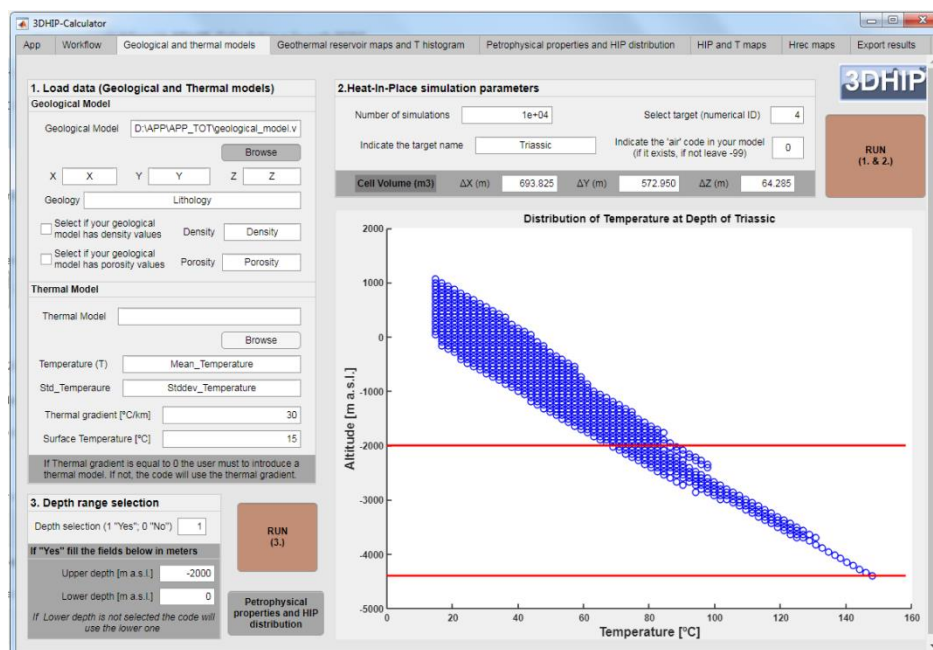 3DHIP-Calculator
App Workflow Geological and thermal models Geothermal reservoir maps and T histogram Petrophysical properties and HIP distribution HIP and T maps Hrec maps Export results
1. Load data (Geological and Thermal models)
Geological Model
Geological Model D:\APP\APP_TOT\geological_model.v
Browse
X X Y Y Z Z
Geology Lithology
Select if your geological
model has density values
Density Density
Select if your geological
model has porosity values
Porosity Porosity
Thermal Model
Thermal Model
Browse
Temperature (T) Mean_Temperature
Std_Temperaure Stddev_Temperature
Thermal gradient [ºC/km] 30
Surface Temperature [ºC] 15
If Thermal gradient is equal to 0 the user must to introduce a
thermal model. If not, the code will use the thermal gradient.
3. Depth range selection
Depth selection (1 "Yes"; 0 "No") 1
If "Yes" fill the fields below in meters
Upper depth [m a.s.l.] -2000
Lower depth [m a.s.l.] 0
If Lower depth is not selected the code will
use the lower one
RUN
(3.)
Petrophysical
properties and HIP
distribution
2.Heat-In-Place simulation parameters
Number of simulations 1e+04
Select target (numerical ID) 4
Indicate the target name Triassic
Indicate the 'air' code in your model
(if it exists, if not leave -99)
0
Cell Volume (m3) ΔX (m) 693.825 ΔY (m) 572.950 ΔZ (m) 64.285
3DHIP
RUN
(1. & 2.)
Distribution of Temperature at Depth of Triassic
Altitude [m a.s.l.]
2000
1000
0
-1000
-2000
-3000
-4000
-5000
0 20 40 60 80 100 120 140 160
Temperature [ºC]